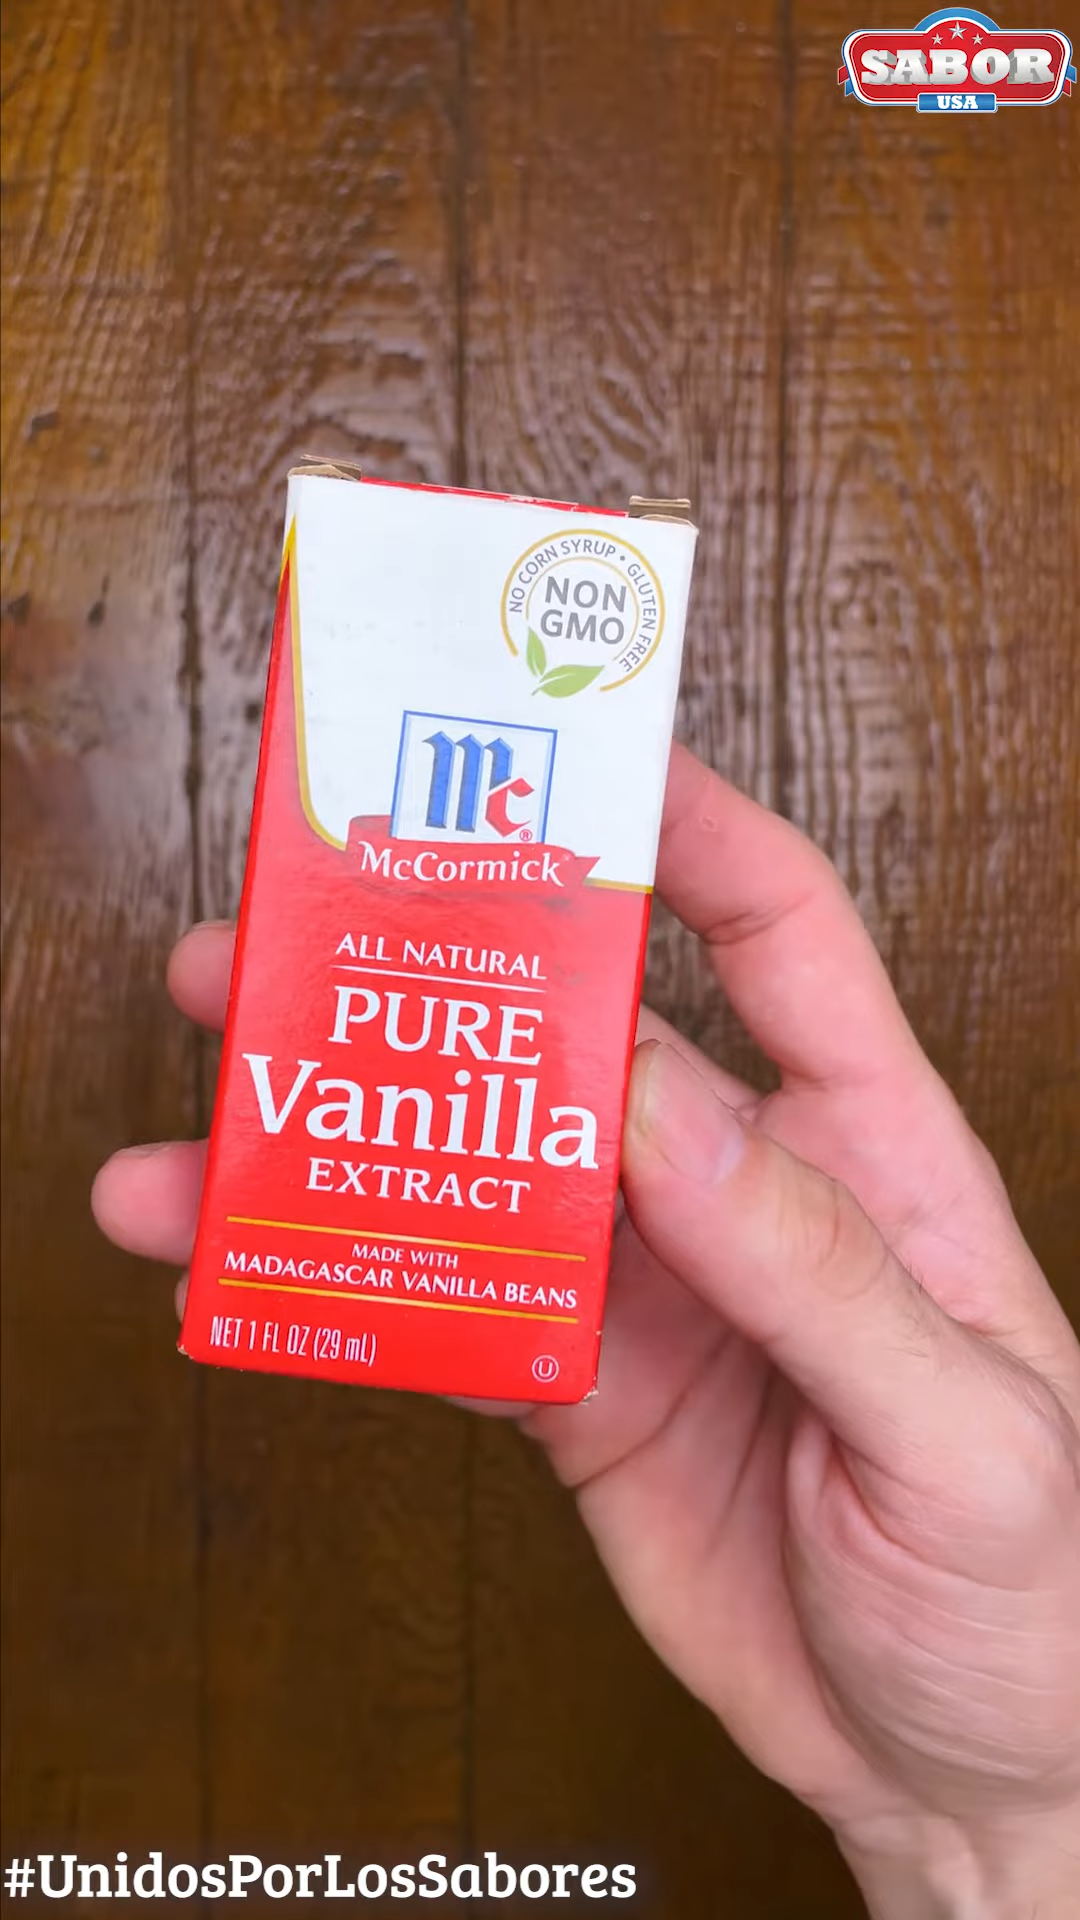 SABOR
USA
NO CORN SYRUP • GLUTEN FREE
NON
GMO
Mc®
McCormick
ALL NATURAL
PURE
Vanilla
EXTRACT
MADE WITH
MADAGASCAR VANILLA BEANS
NET 1 FL OZ (29 mL)
U
#UnidosPorLosSabores